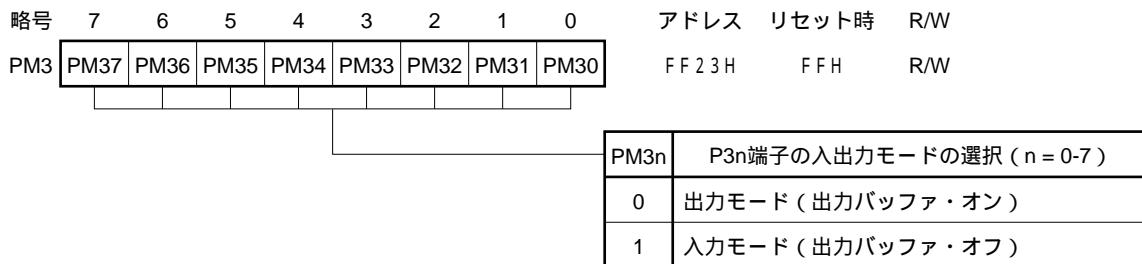 略号 7 6 5 4 3 2 1 0 アドレス リセット時 R/W
PM3 PM37 PM36 PM35 PM34 PM33 PM32 PM31 PM30 FF23H FFH R/W
PM3n P3n端子の入出力モードの選択（n = 0-7）
0 出力モード（出力バッファ・オン）
1 入力モード（出力バッファ・オフ）